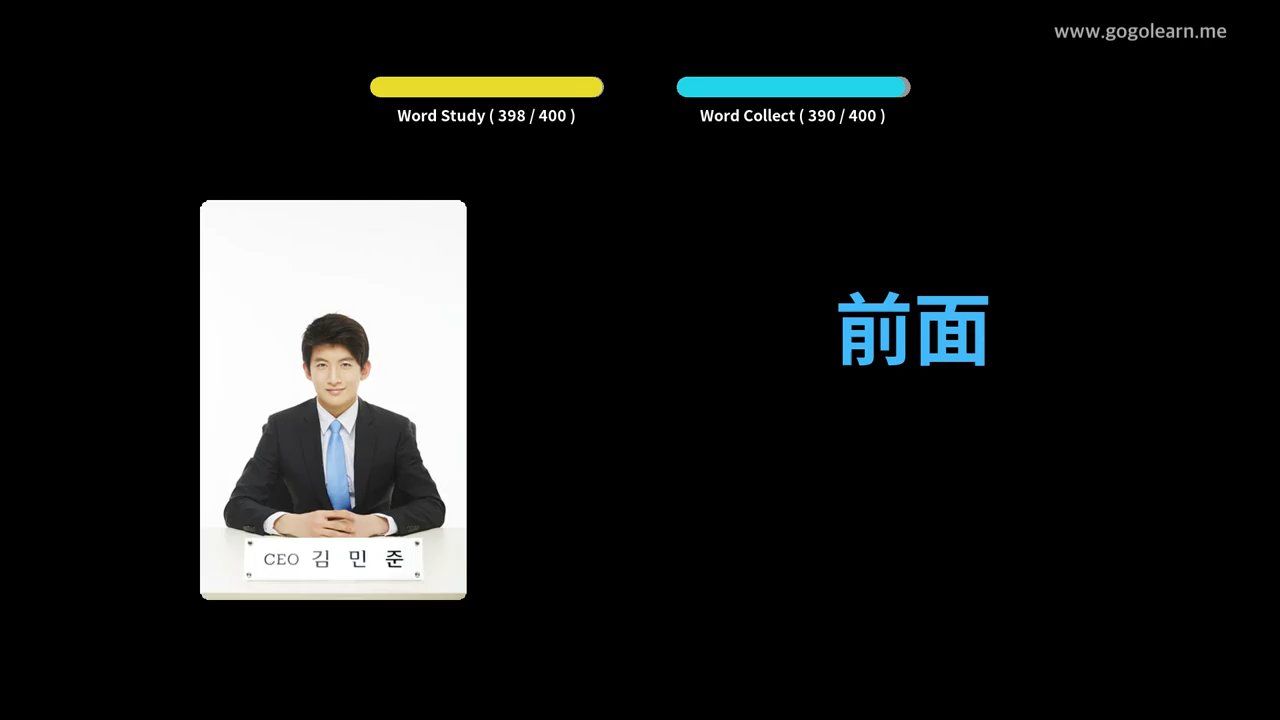 www.gogolearn.me
Word Study ( 398 / 400 )
Word Collect ( 390 / 400 )
前面
CEO 김 민 준